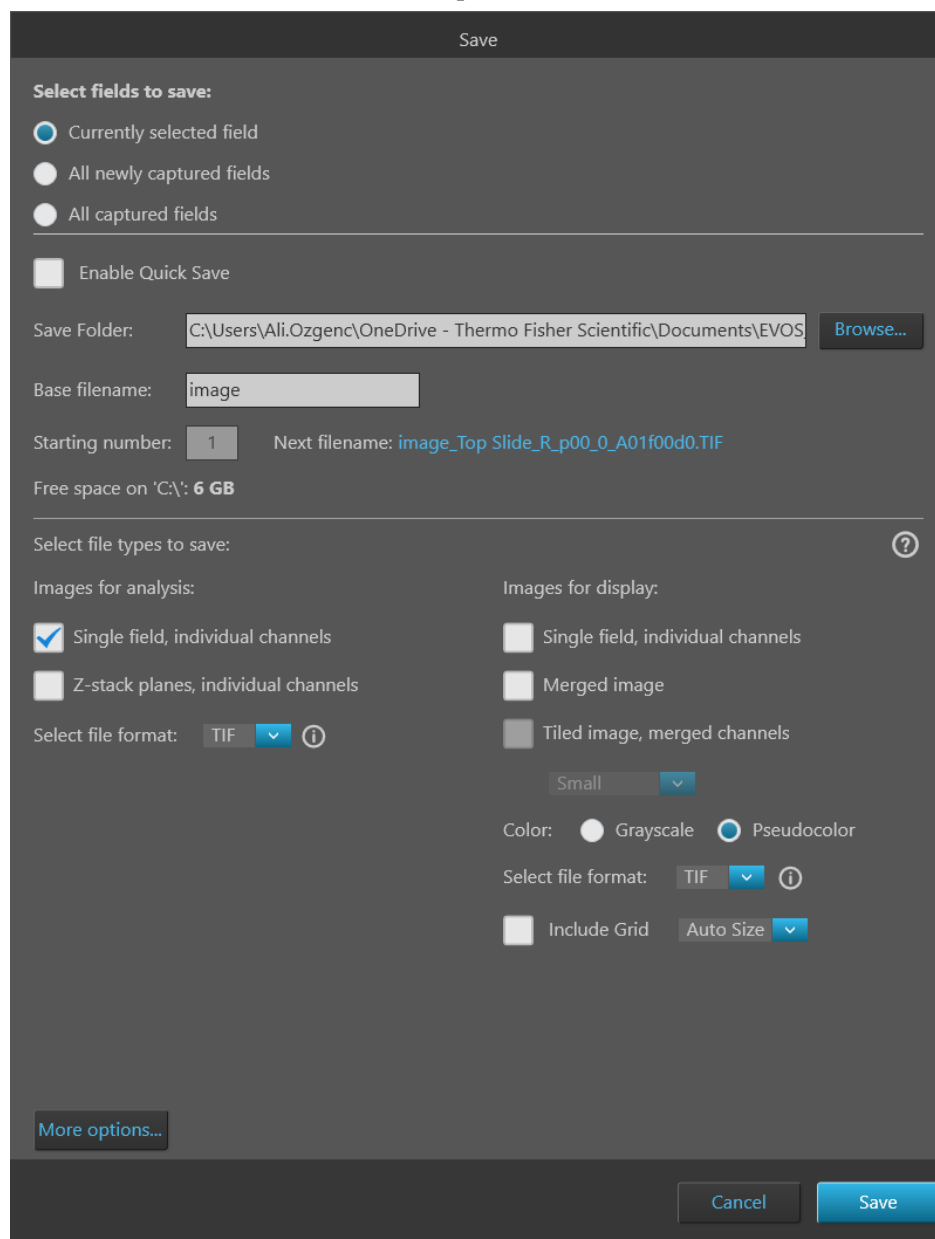 Save
Select fields to save:
Currently selected field
All newly captured fields
All captured fields
Enable Quick Save
Save Folder: C:\Users\Ali.Ozgenc\OneDrive - Thermo Fisher Scientific\Documents\EVOS_ Browse...
Base filename: image
Starting number: 1 Next filename: image_Top Slide_R_p00_0_A01f00d0.TIF
Free space on 'C:\': 6 GB
Select file types to save: ?
Images for analysis: Images for display:
Single field, individual channels Single field, individual channels
Z-stack planes, individual channels Merged image
Select file format: TIF i Tiled image, merged channels
Small
Color: Grayscale Pseudocolor
Select file format: TIF i
Include Grid Auto Size
More options...
Cancel Save